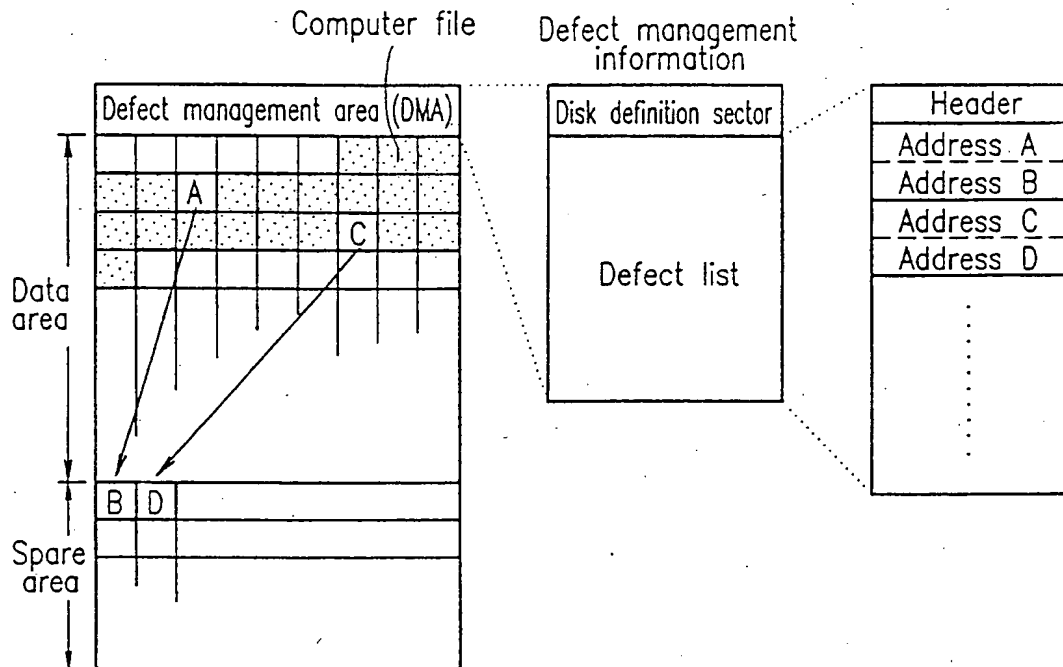 Computer file
Defect management
information
Defect management area (DMA)
Disk definition sector
Header
Address A
Address B
Address C
Address D
A
C
Defect list
Data
area
B D
Spare
area